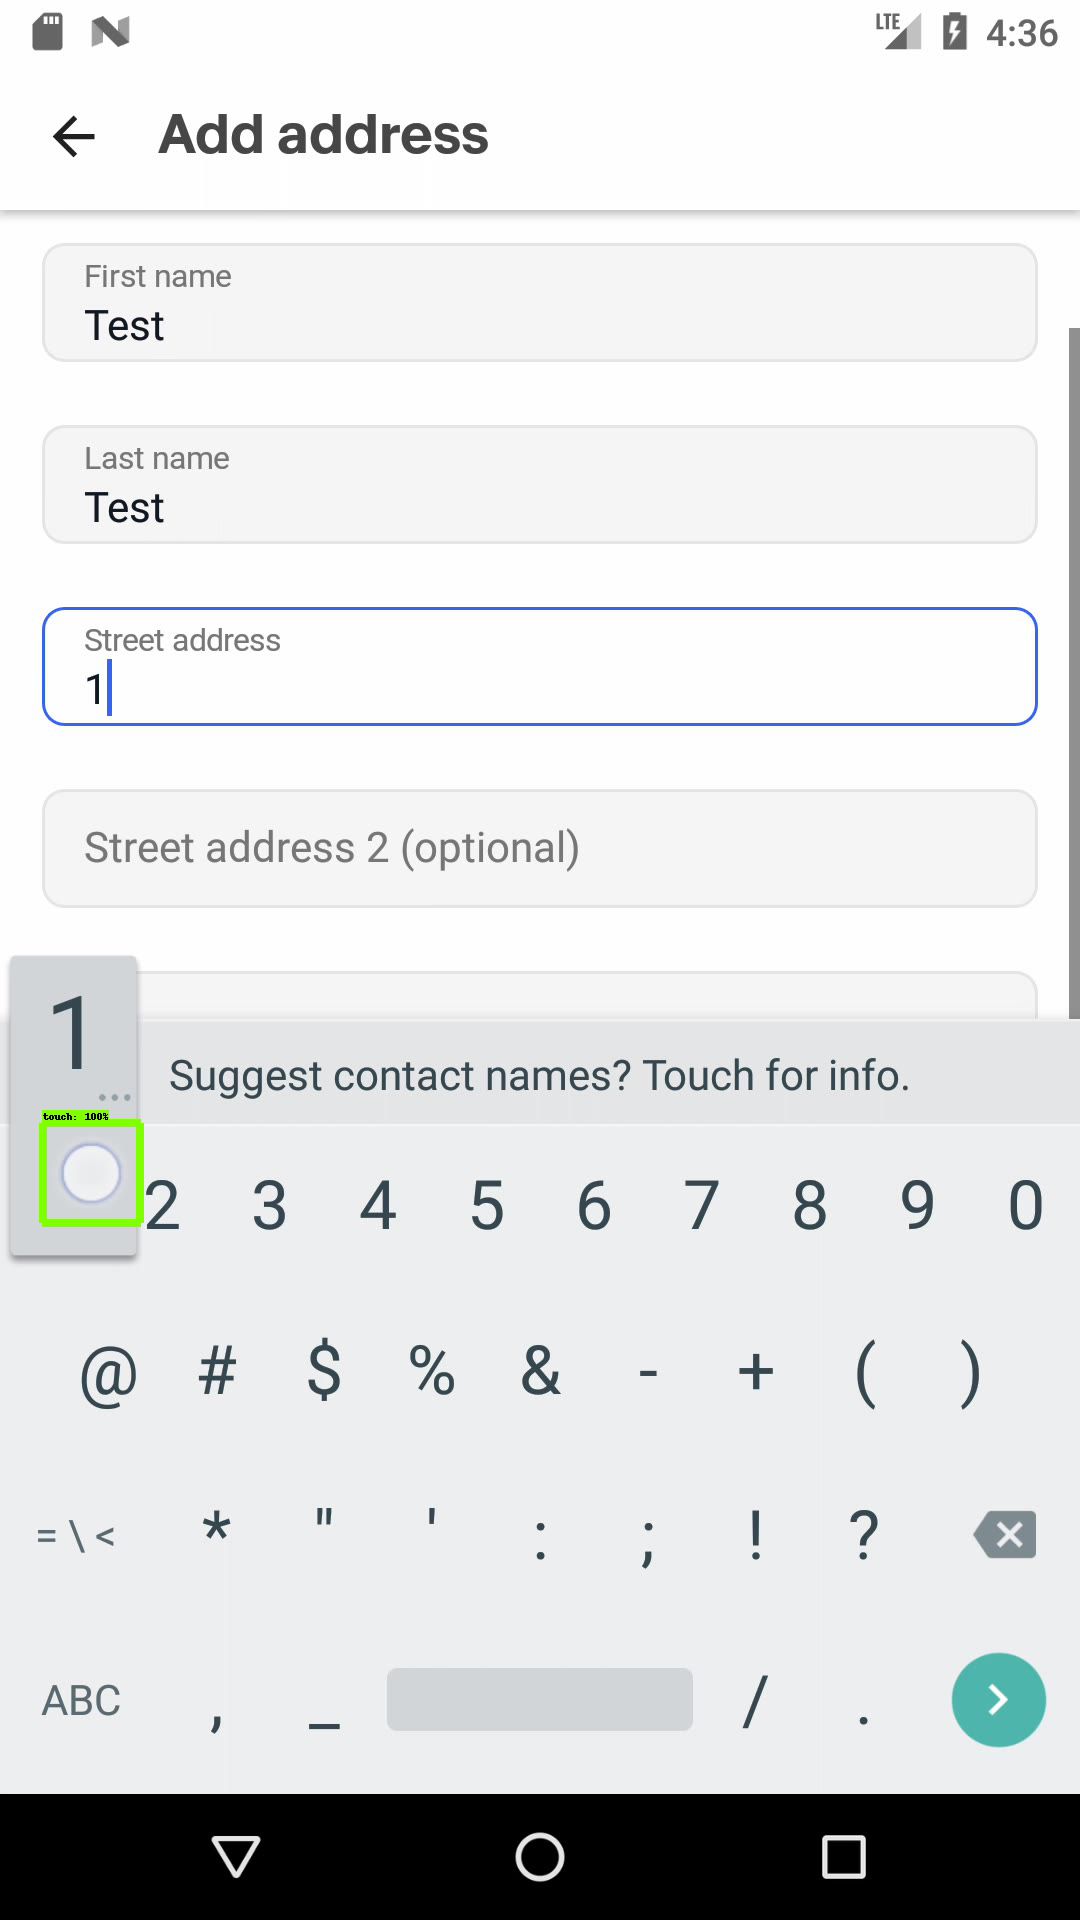 LTE 4:36
Add address
First name
Test
Last name
Test
Street address
1
Street address 2 (optional)
1
...
Suggest contact names? Touch for info.
touch: 100%
2 3 4 5 6 7 8 9 0
@ # $ % & - + ( )
= \ < * " ' : ; ! ?
ABC , _ / .